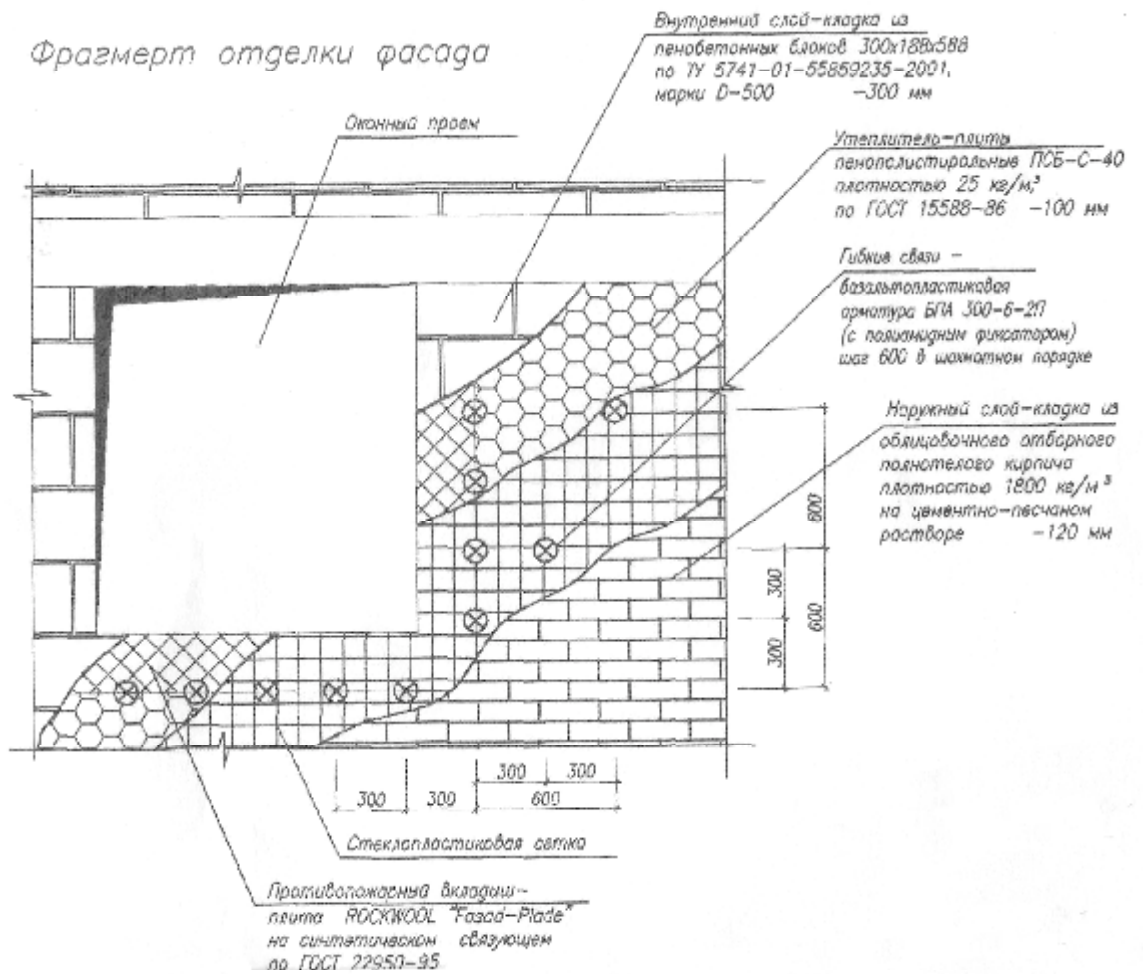 Фрагмерт отделки фасада
Внутренний слой-кладка из
пенобетонных блоков 300х188х588
по ТУ 5741-01-55859235-2001,
марки D-500 -300 мм
Оконный проем
Утеплитель-плиты
пенополистиральные ПСБ-С-40
плотностью 25 кг/м,³
по ГОСТ 15588-86 -100 мм
Гибкие связи -
базальтопластиковая
арматура БПА 300-6-2П
(с полиамидным фиксатором)
шаг 600 в шахматном порядке
Наружный слой-кладка из
облицовочного отборного
полнотелого кирпича
плотностью 1800 кг/м³
на цементно-песчаном
растворе -120 мм
600
300
600
300
300
300
300
300
600
Стеклопластиковая сетка
Противопожарный вкладыш-
плита ROCKWOOL "Fasad-Plade"
на синтетическом связующем
по ГОСТ 22950-95